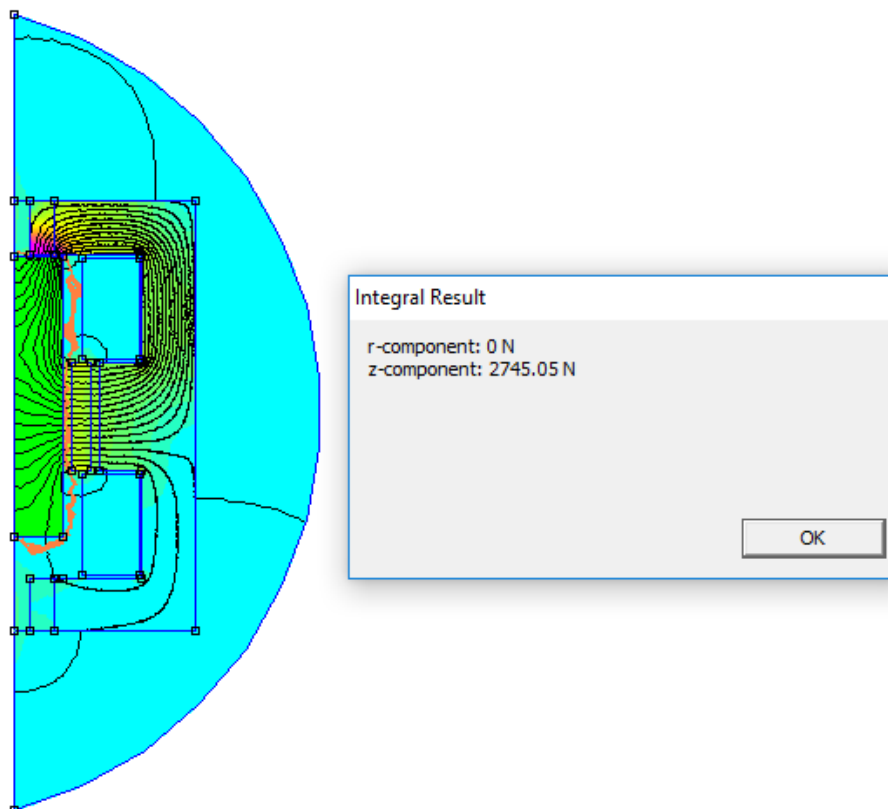 Integral Result
r-component: 0 N
z-component: 2745.05 N
OK